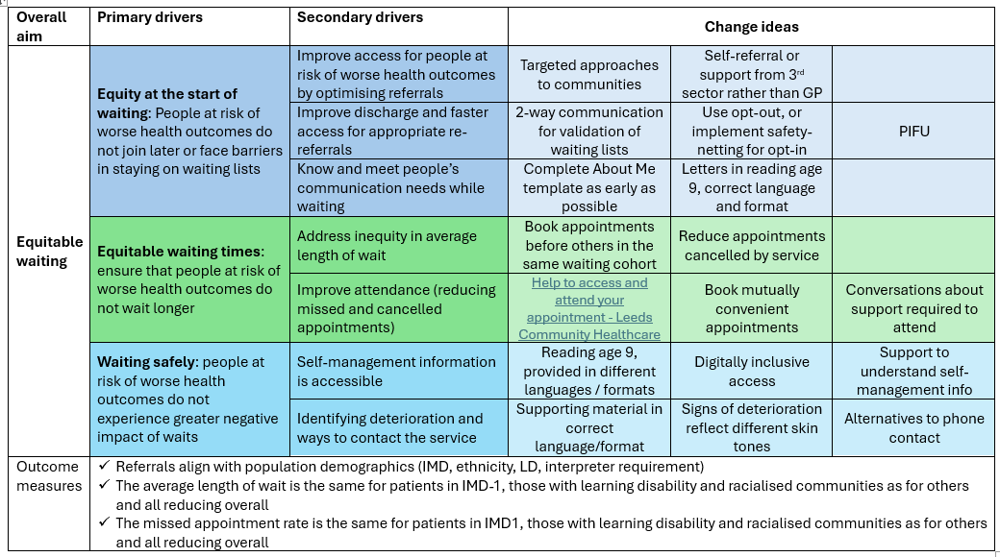 Overall
aim
Primary drivers
Secondary drivers
Change ideas
Equitable
waiting
Equity at the start of
waiting: People at risk of
worse health outcomes do
not join later or face barriers
in staying on waiting lists
Improve access for people at
risk of worse health outcomes
by optimising referrals
Targeted approaches
to communities
Self-referral or
support from 3rd
sector rather than GP
Improve discharge and faster
access for appropriate re-
referrals
2-way communication
for validation of
waiting lists
Use opt-out, or
implement safety-
netting for opt-in
PIFU
Know and meet people's
communication needs while
waiting
Complete About Me
template as early as
possible
Letters in reading age
9, correct language
and format
Equitable waiting times:
ensure that people at risk of
worse health outcomes do
not wait longer
Address inequity in average
length of wait
Book appointments
before others in the
same waiting cohort
Reduce appointments
cancelled by service
Improve attendance (reducing
missed and cancelled
appointments)
Help to access and
attend your
appointment - Leeds
Community Healthcare
Book mutually
convenient
appointments
Conversations about
support required to
attend
Waiting safely: people at
risk of worse health
outcomes do not
experience greater negative
impact of waits
Self-management information
is accessible
Reading age 9,
provided in different
languages / formats
Digitally inclusive
access
Support to
understand self-
management info
Identifying deterioration and
ways to contact the service
Supporting material in
correct
language/format
Signs of deterioration
reflect different skin
tones
Alternatives to phone
contact
Outcome
measures
✓ Referrals align with population demographics (IMD, ethnicity, LD, interpreter requirement)
✓ The average length of wait is the same for patients in IMD-1, those with learning disability and racialised communities as for others
and all reducing overall
✓ The missed appointment rate is the same for patients in IMD1, those with learning disability and racialised communities as for others
and all reducing overall